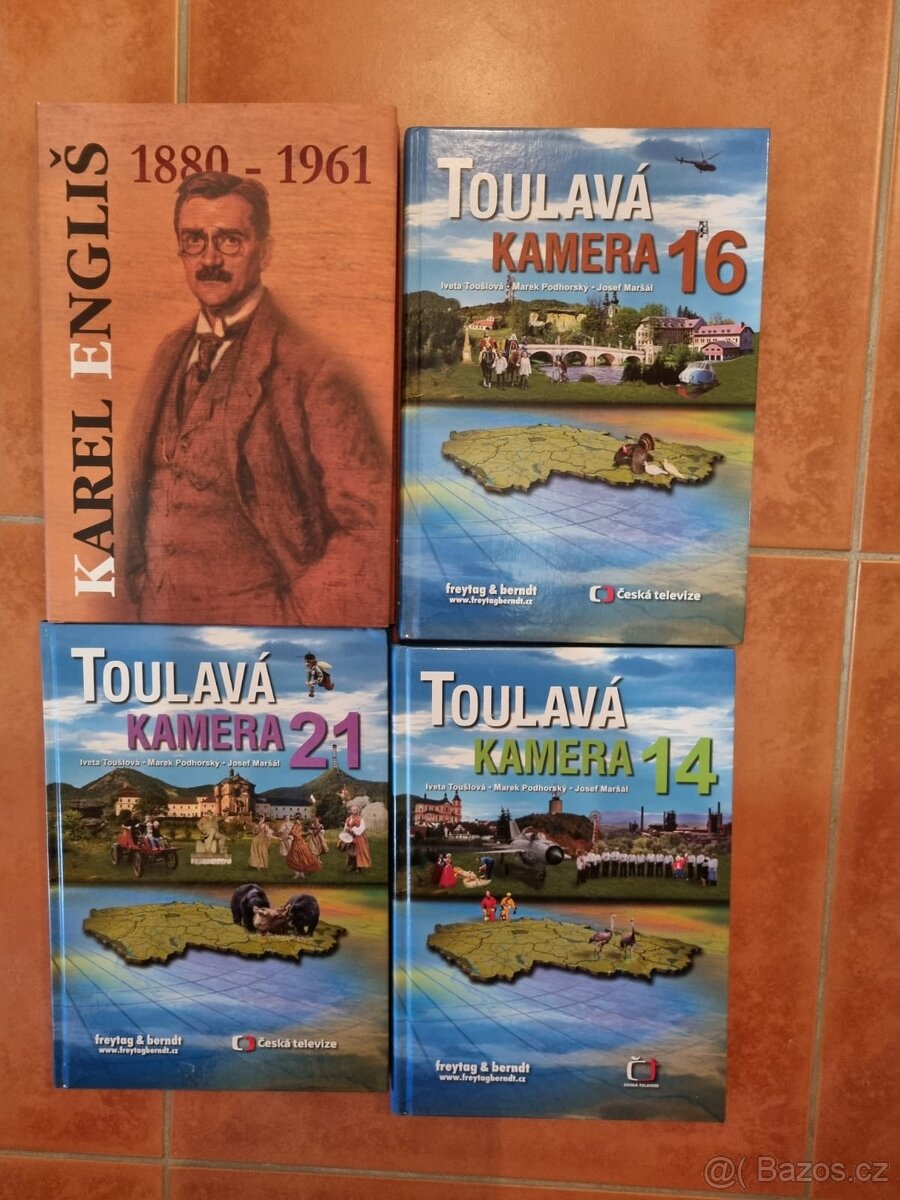 KAREL ENGLIŠ
1880 - 1961
TOULAVÁ
KAMERA 16
Iveta Toušlová • Marek Podhorský • Josef Maršál
freytag & berndt
www.freytagberndt.cz
Česká televize
TOULAVÁ
KAMERA 21
Iveta Toušlová • Marek Podhorský • Josef Maršál
freytag & berndt
www.freytagberndt.cz
Česká televize
TOULAVÁ
KAMERA 14
Iveta Toušlová • Marek Podhorský • Josef Maršál
freytag & berndt
www.freytagberndt.cz
ČESKÁ TELEVIZE
@( Bazos.cz